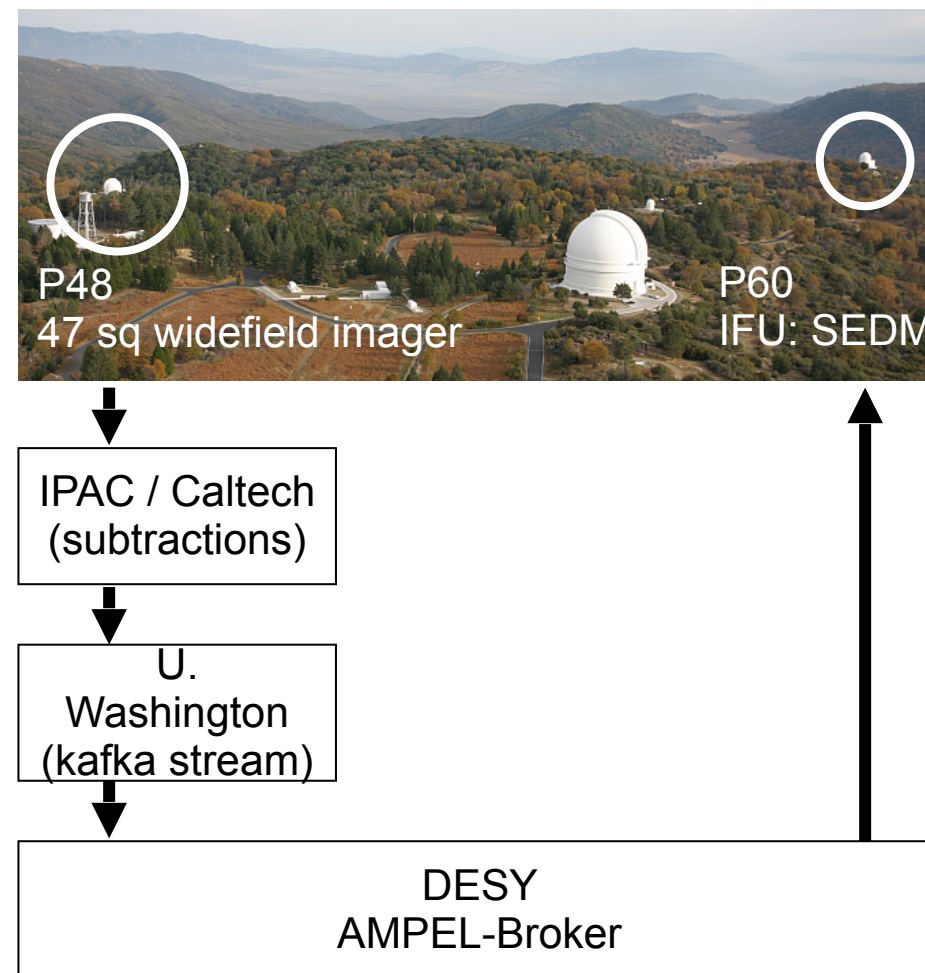 P48
47 sq widefield imager
P60
IFU: SEDM
IPAC / Caltech
(subtractions)
U.
Washington
(kafka stream)
DESY
AMPEL-Broker